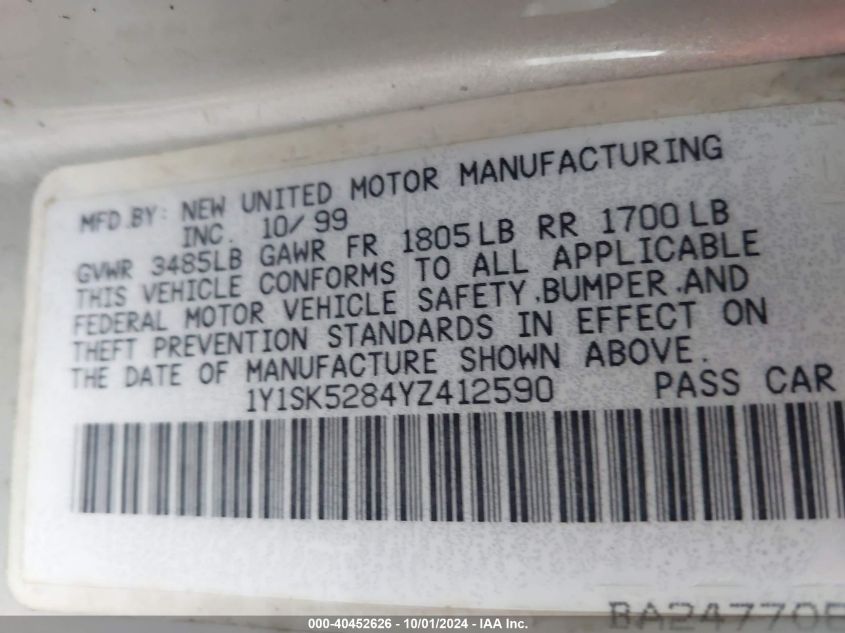 MFD.BY: NEW UNITED MOTOR MANUFACTURING
INC. 10/99
GVWR 3485LB GAWR FR 1805LB RR 1700LB
THIS VEHICLE CONFORMS TO ALL APPLICABLE
FEDERAL MOTOR VEHICLE SAFETY,BUMPER,AND
THEFT PREVENTION STANDARDS IN EFFECT ON
THE DATE OF MANUFACTURE SHOWN ABOVE.
1Y1SK5284YZ412590 PASS CAR
000-40452626 - 10/01/2024 - IAA Inc.